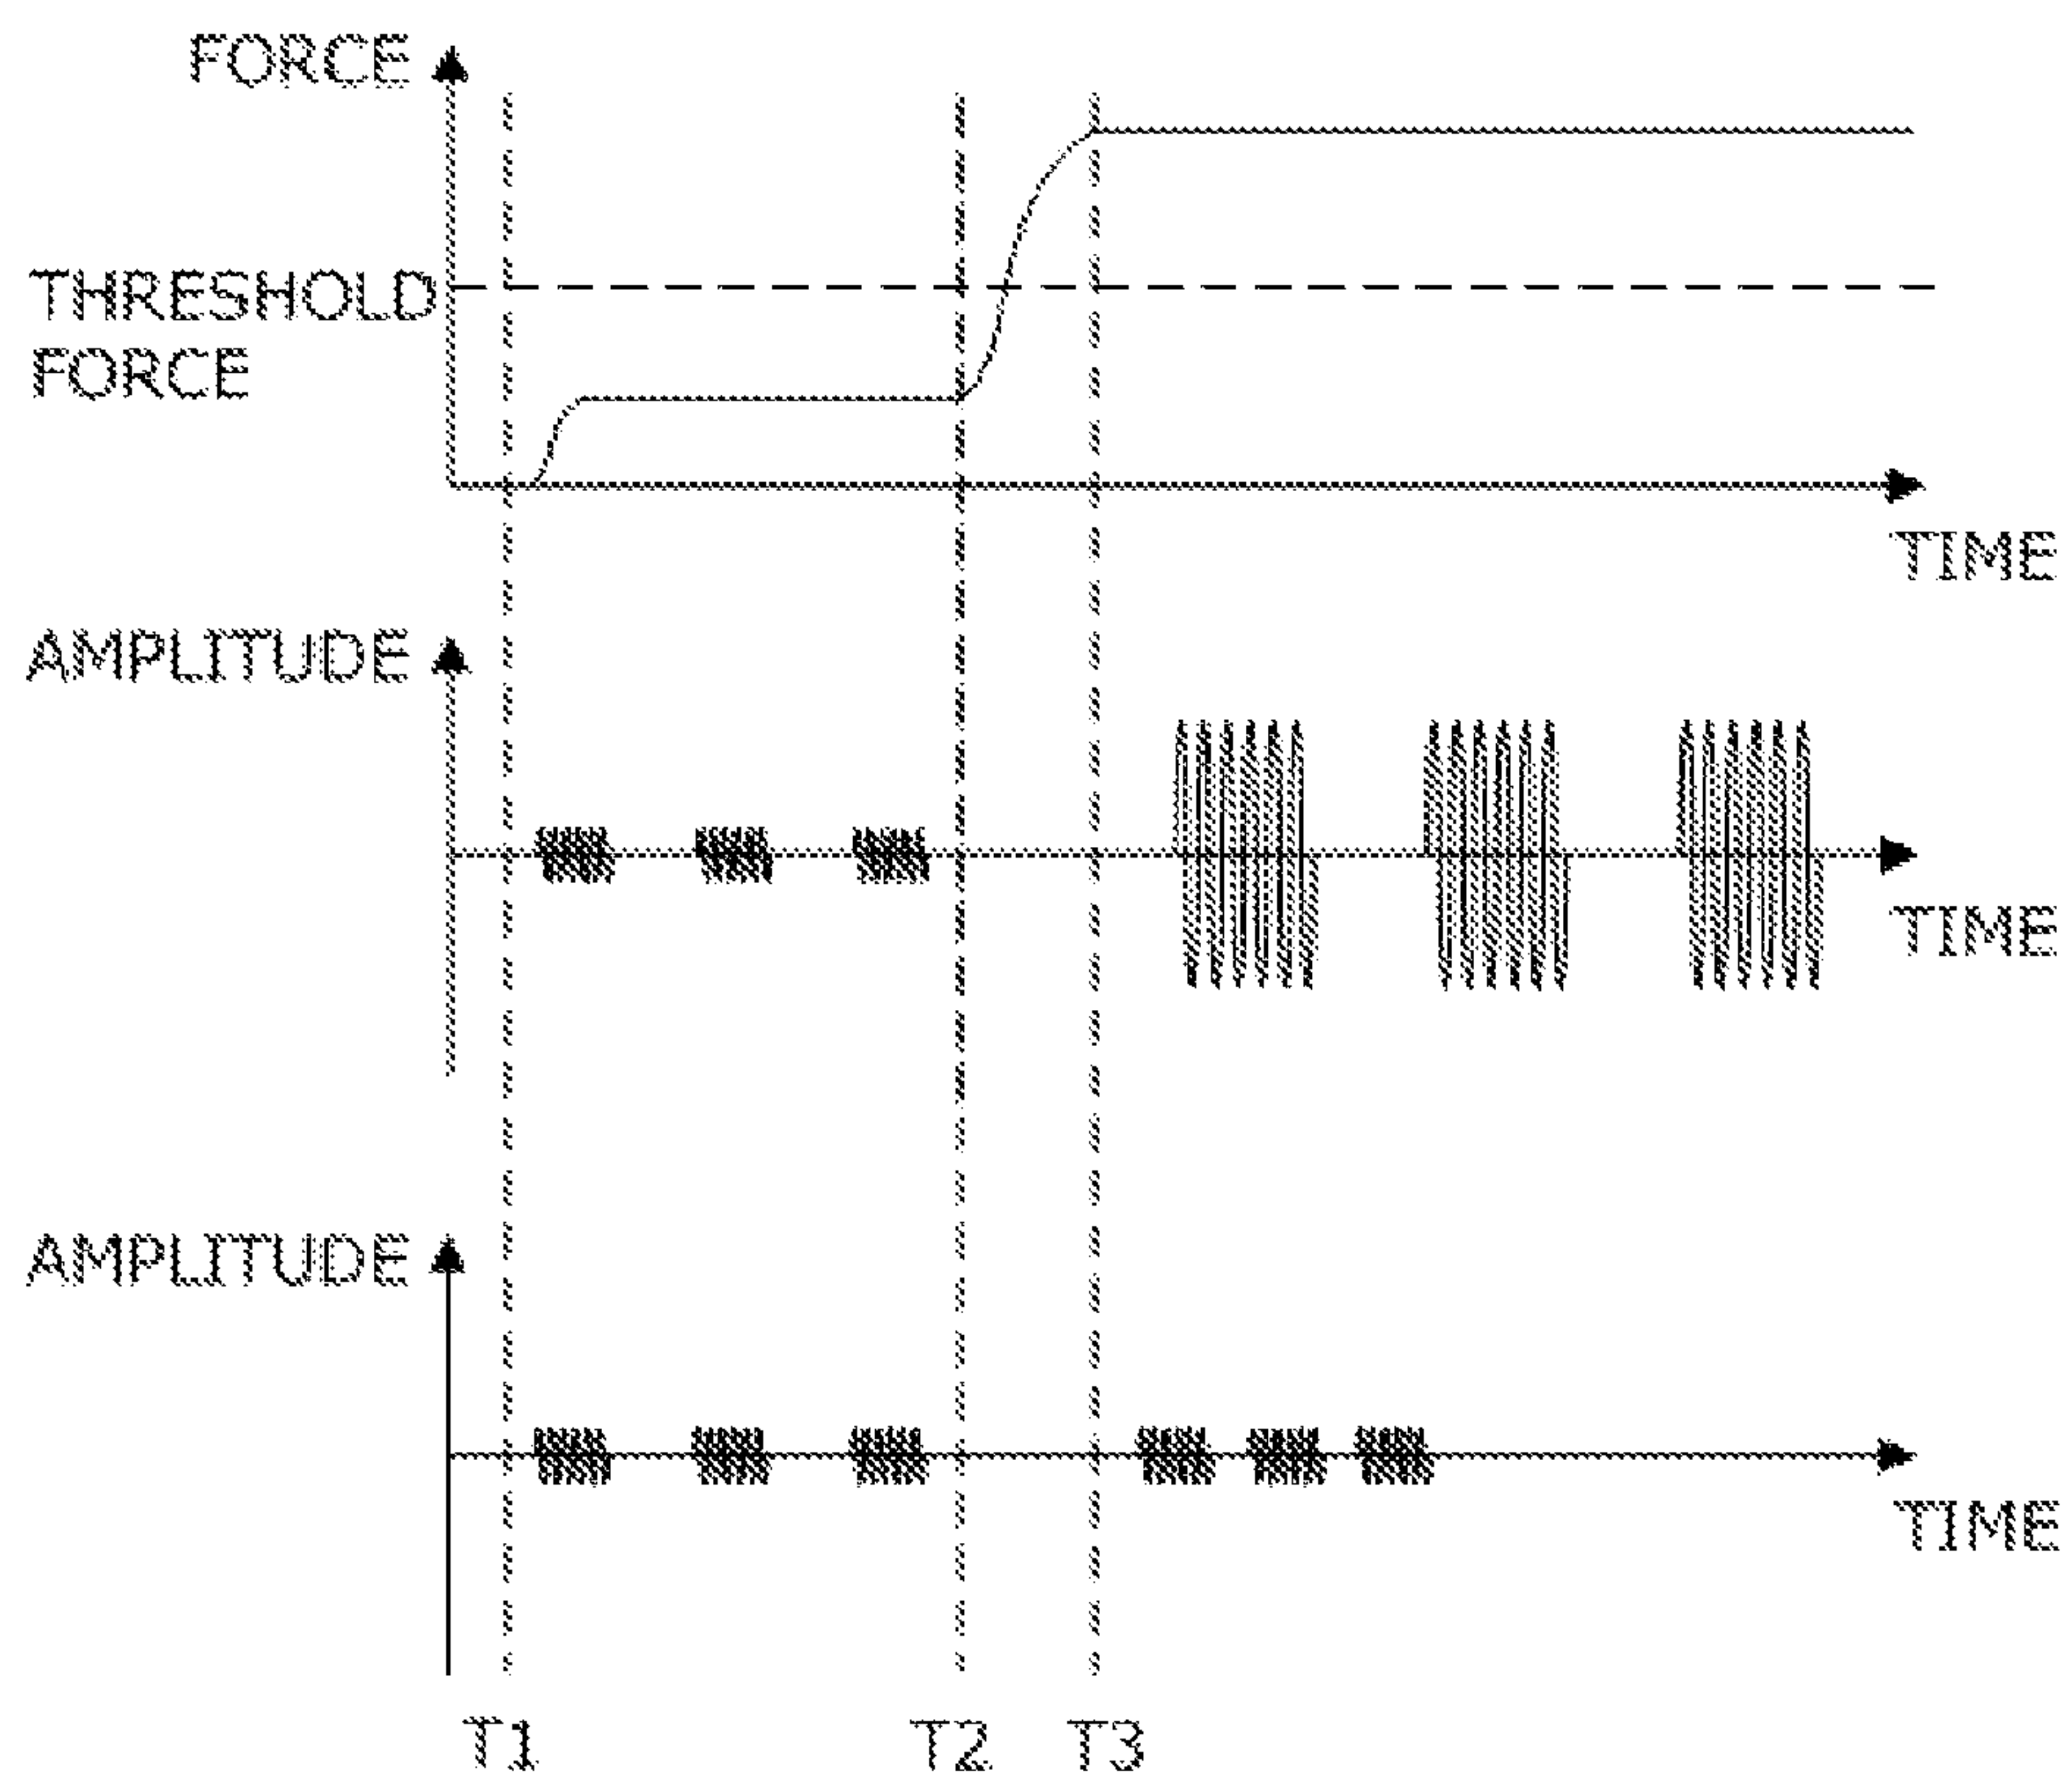 FORCE
THRESHOLD
FORCE
TIME
AMPLITUDE
TIME
AMPLITUDE
TIME
T1 T2 T3